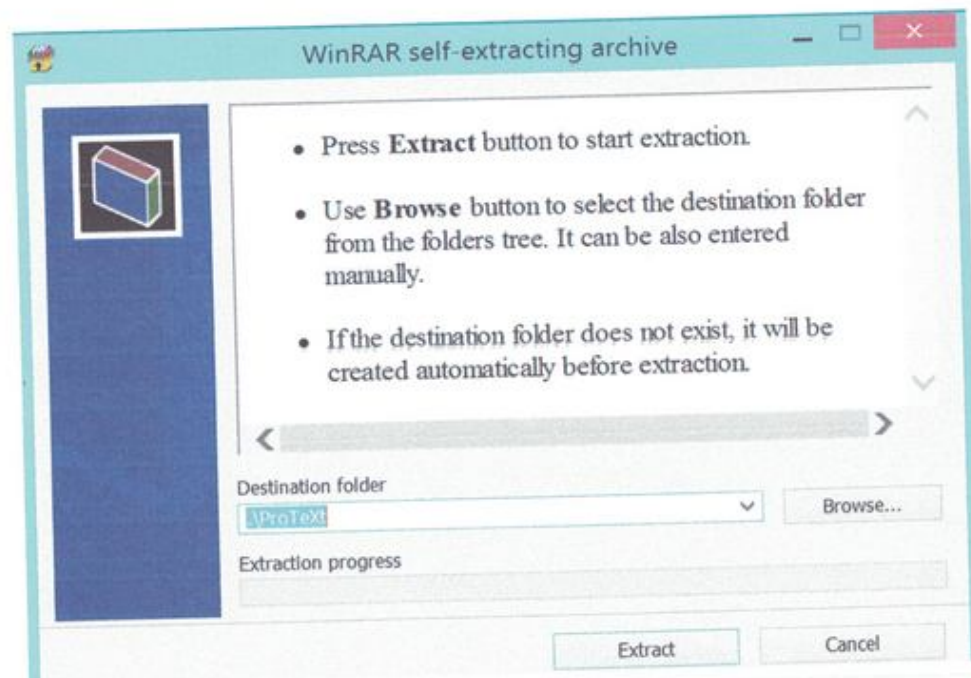 WinRAR self-extracting archive
• Press Extract button to start extraction.
• Use Browse button to select the destination folder
from the folders tree. It can be also entered
manually.
• If the destination folder does not exist, it will be
created automatically before extraction.
Destination folder
.\ProTeXt
Browse...
Extraction progress
Extract
Cancel